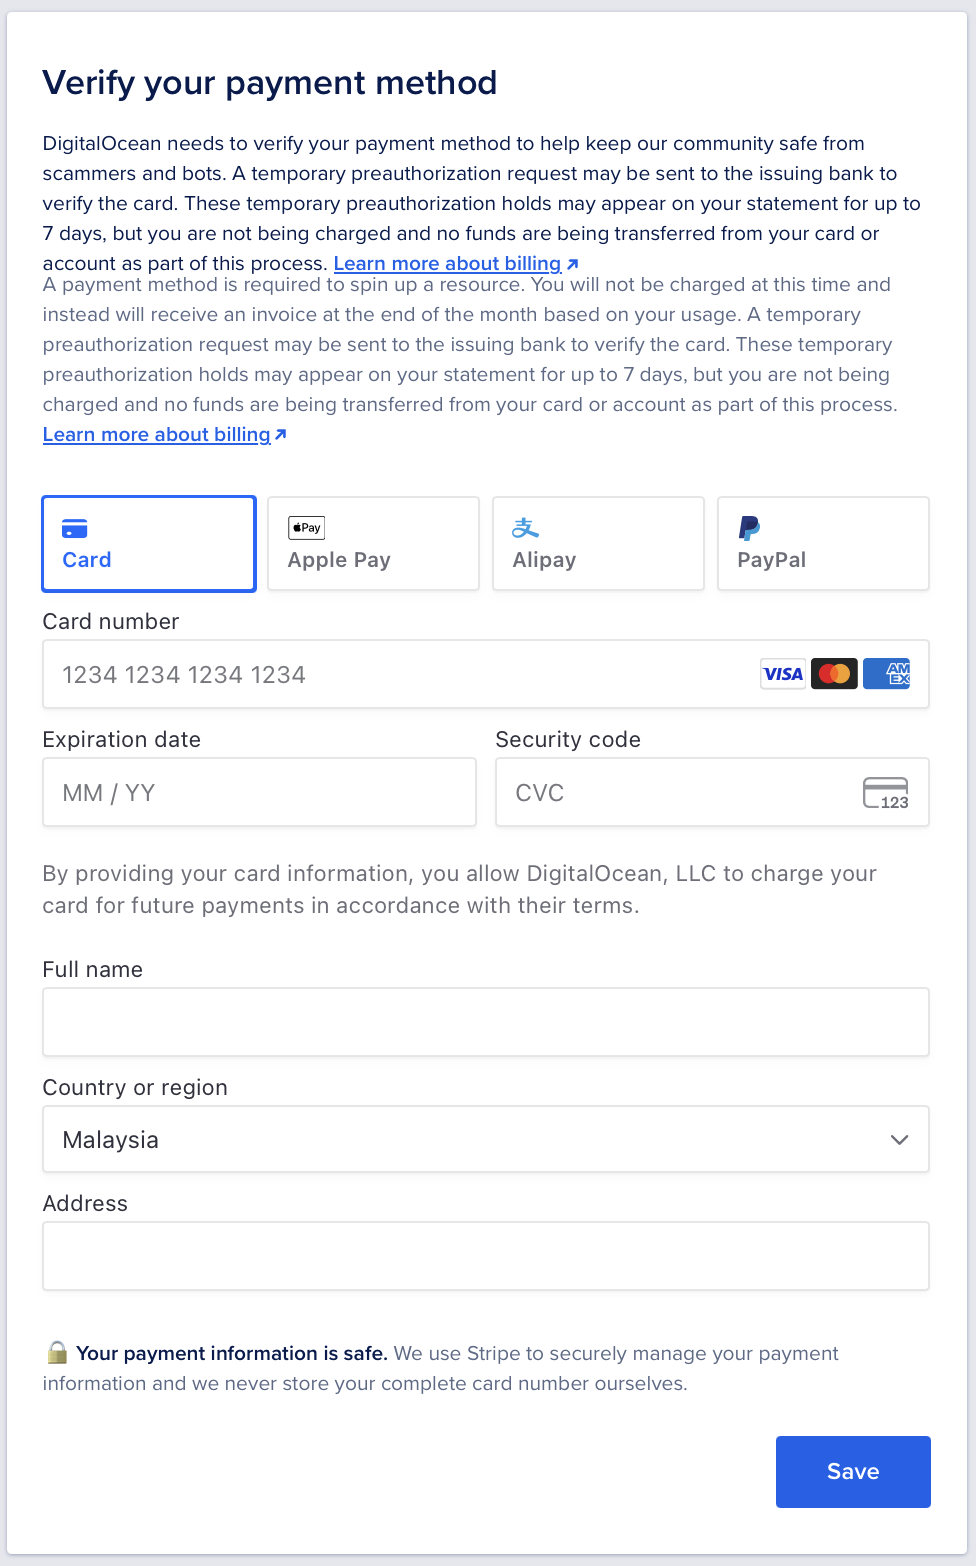 Verify your payment method
DigitalOcean needs to verify your payment method to help keep our community safe from
scammers and bots. A temporary preauthorization request may be sent to the issuing bank to
verify the card. These temporary preauthorization holds may appear on your statement for up to
7 days, but you are not being charged and no funds are being transferred from your card or
account as part of this process. Learn more about billing
A payment method is required to spin up a resource. You will not be charged at this time and
instead will receive an invoice at the end of the month based on your usage. A temporary
preauthorization request may be sent to the issuing bank to verify the card. These temporary
preauthorization holds may appear on your statement for up to 7 days, but you are not being
charged and no funds are being transferred from your card or account as part of this process.
Learn more about billing
Pay 支
Card Apple Pay Alipay PayPal
Card number
1234 1234 1234 1234 VISA AM EX
Expiration date Security code
MM / YY CVC 123
By providing your card information, you allow DigitalOcean, LLC to charge your
card for future payments in accordance with their terms.
Full name
Country or region
Malaysia
Address
Your payment information is safe. We use Stripe to securely manage your payment
information and we never store your complete card number ourselves.
Save